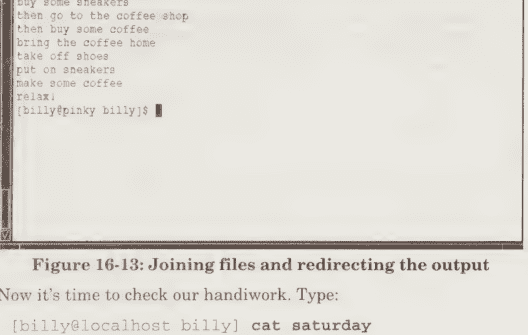 buy some sneakers
then go to the coffee shop
then buy some coffee
bring the coffee home
take off shoes
put on sneakers
make some coffee
relax!
[billy@pinky billy]$
Figure 16-13: Joining files and redirecting the output
Now it's time to check our handiwork. Type:
[billy@localhost billy] cat saturday